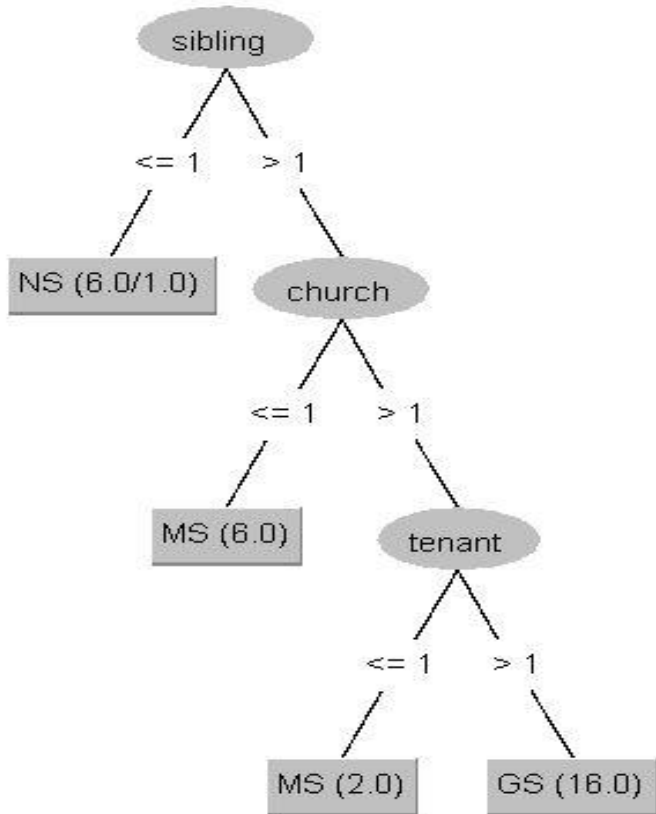 sibling
<= 1
> 1
NS (6.0/1.0)
church
<= 1
> 1
MS (6.0)
tenant
<= 1
> 1
MS (2.0)
GS (16.0)